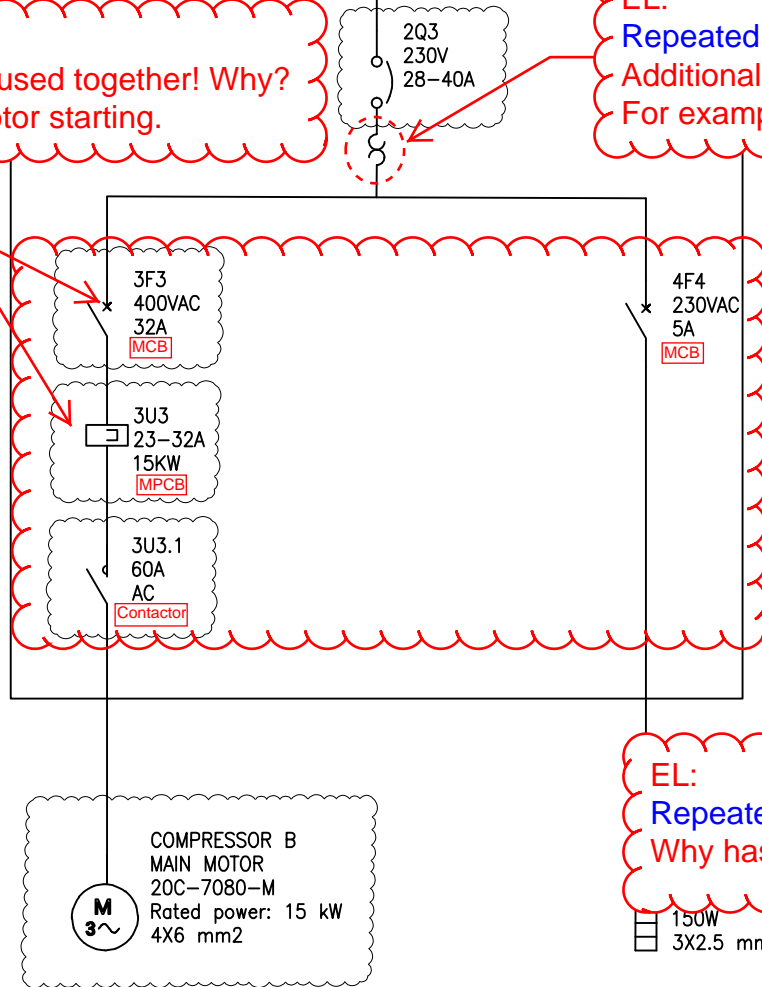 used together! Why?
tor starting.
2Q3
230V
28-40A
EL:
Repeated
Additional
For examp
3F3
400VAC
32A
MCB
4F4
230VAC
5A
MCB
3U3
23-32A
15KW
MPCB
3U3.1
60A
AC
Contactor
COMPRESSOR B
MAIN MOTOR
20C-7080-M
Rated power: 15 kW
4X6 mm2
M
3~
EL:
Repeate
Why has
150W
3X2.5 mm